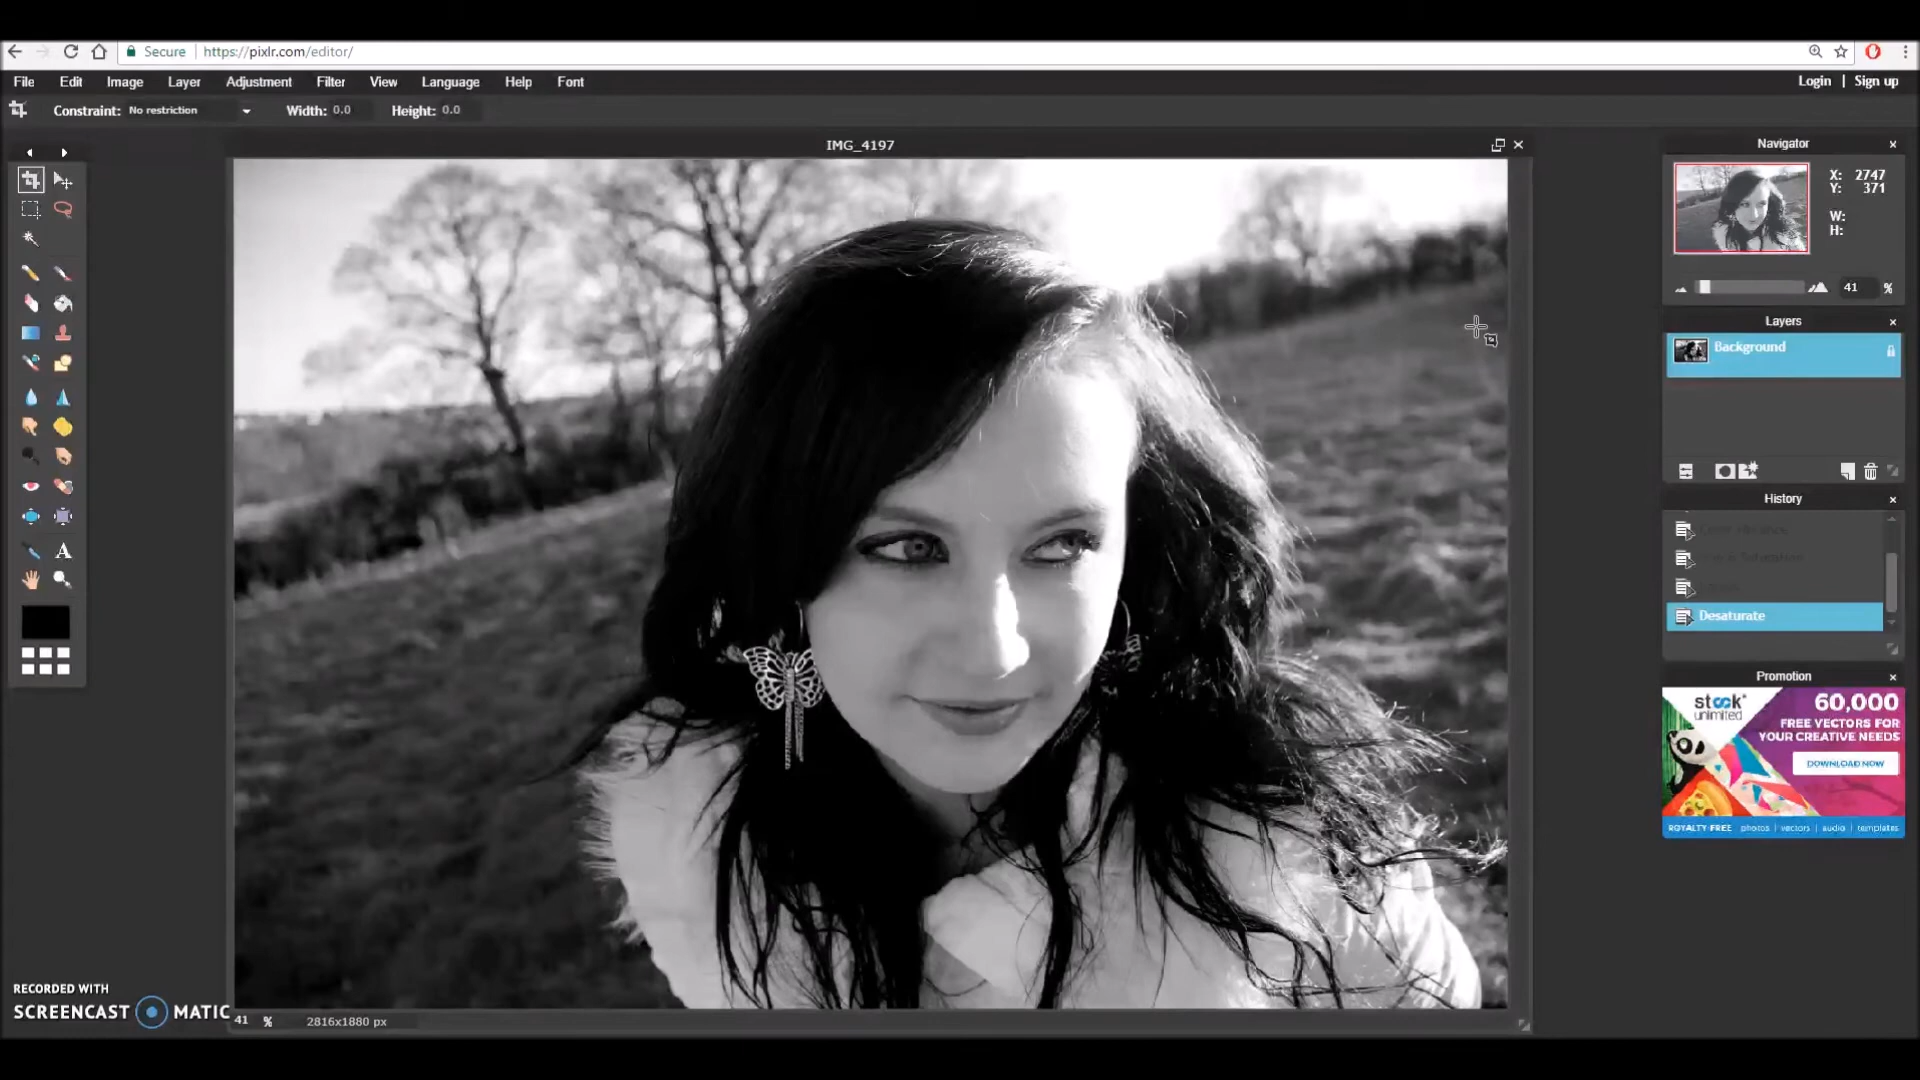 Secure https://pixlr.com/editor/
File Edit Image Layer Adjustment Filter View Language Help Font Login | Sign up
Constraint: No restriction Width: 0.0 Height: 0.0
IMG_4197
Navigator
X: 2747
Y: 371
W:
H:
41 %
Layers
Background
History
Desaturate
Promotion
stock unlimited
60,000
FREE VECTORS FOR
YOUR CREATIVE NEEDS
DOWNLOAD NOW
ROYALTY FREE photos | vectors | audio | templates
A
RECORDED WITH
SCREENCAST MATIC
41 % 2816x1880 px